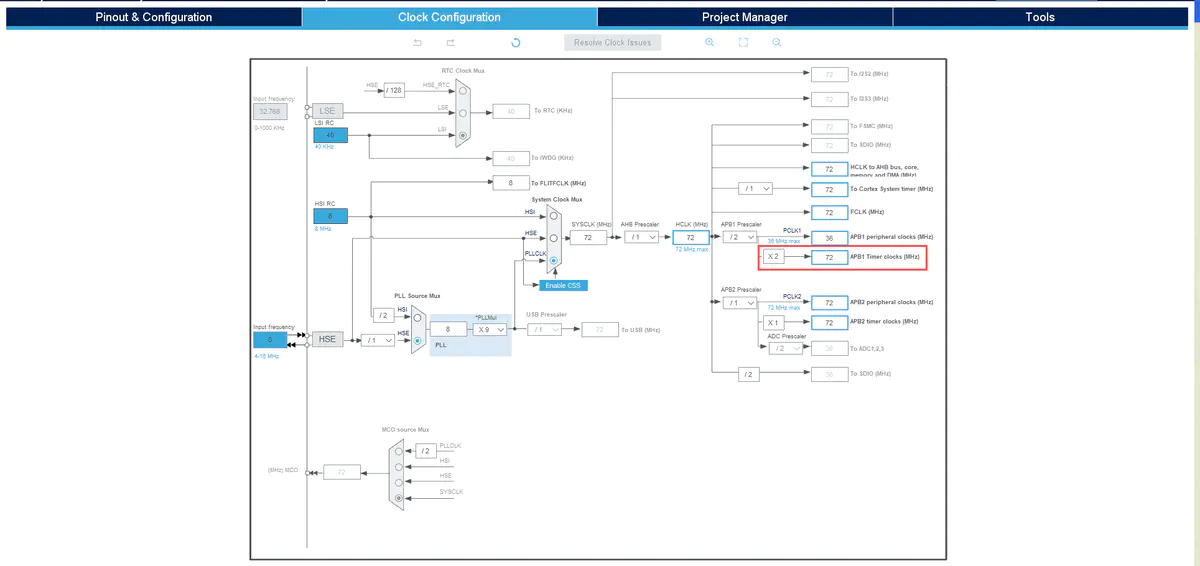 Pinout & Configuration
Clock Configuration
Project Manager
Tools
Resolve Clock Issues
RTC Clock Mux
HSE
/ 128
HSE_RTC
Input frequency
32.768
0-1000 KHz
LSE
LSE
40
To RTC (KHz)
LSI RC
40
40 KHz
LSI
40
To IWDG (KHz)
8
To FLITFCLK (MHz)
HSI RC
8
8 MHz
System Clock Mux
HSI
HSE
PLLCLK
Enable CSS
SYSCLK (MHz)
72
AHB Prescaler
/ 1
HCLK (MHz)
72
72 MHz max
72
To I2S2 (MHz)
72
To I2S3 (MHz)
72
To FSMC (MHz)
72
To SDIO (MHz)
72
HCLK to AHB bus, core,
memory and DMA (MHz)
/ 1
72
To Cortex System timer (MHz)
72
FCLK (MHz)
APB1 Prescaler
/ 2
PCLK1
36 MHz max
36
APB1 peripheral clocks (MHz)
X 2
72
APB1 Timer clocks (MHz)
APB2 Prescaler
/ 1
PCLK2
72 MHz max
72
APB2 peripheral clocks (MHz)
X 1
72
APB2 timer clocks (MHz)
ADC Prescaler
/ 2
36
To ADC1,2,3
/ 2
36
To SDIO (MHz)
PLL Source Mux
/ 2
HSI
HSE
Input frequency
8
4-16 MHz
HSE
/ 1
8
*PLLMul
X 9
PLL
USB Prescaler
/ 1
72
To USB (MHz)
MCO source Mux
/ 2
PLLCLK
HSI
HSE
SYSCLK
(MHz) MCO
72